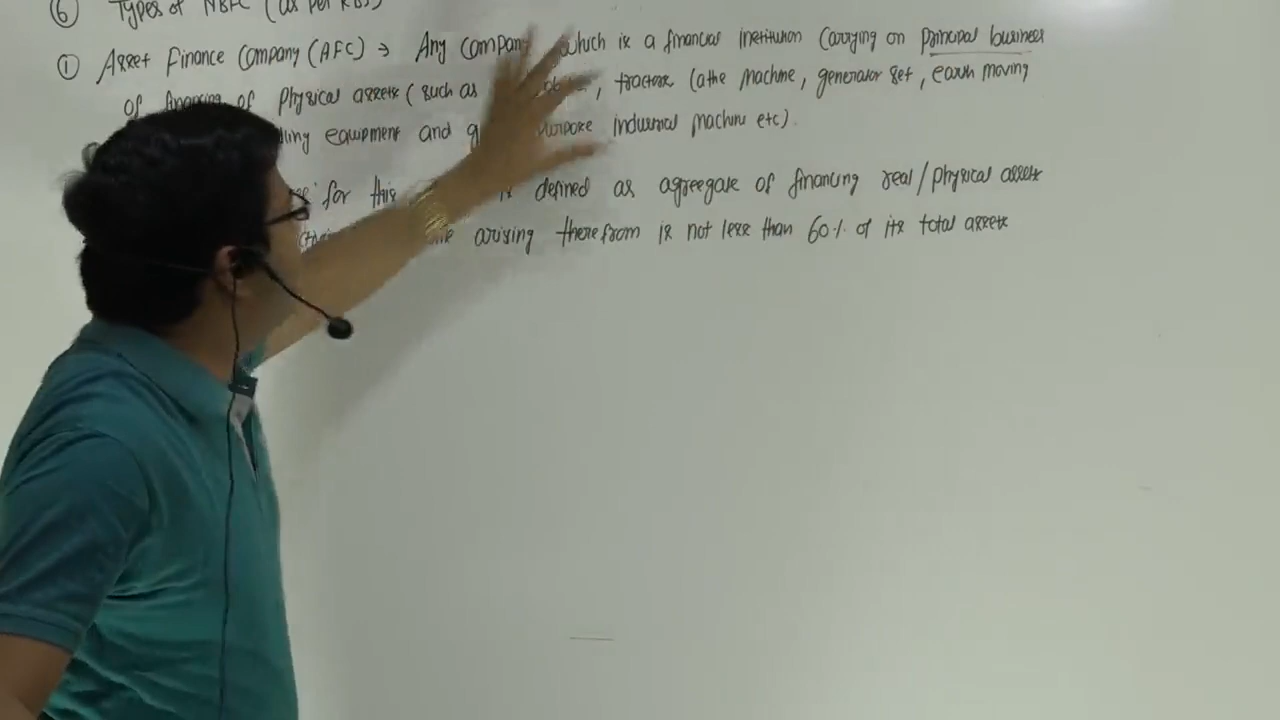 ⑥ Types of NBFC (as per RBI)
① Asset Finance Company (AFC) → Any company which is a financial institution carrying on principal business
of financing of physical assets (such as , tractors lathe machine, generator set, earth moving
equipment and purpose industrial machine etc).
for this is defined as aggregate of financing real/physical assets
arising therefrom is not less than 60% of its total assets